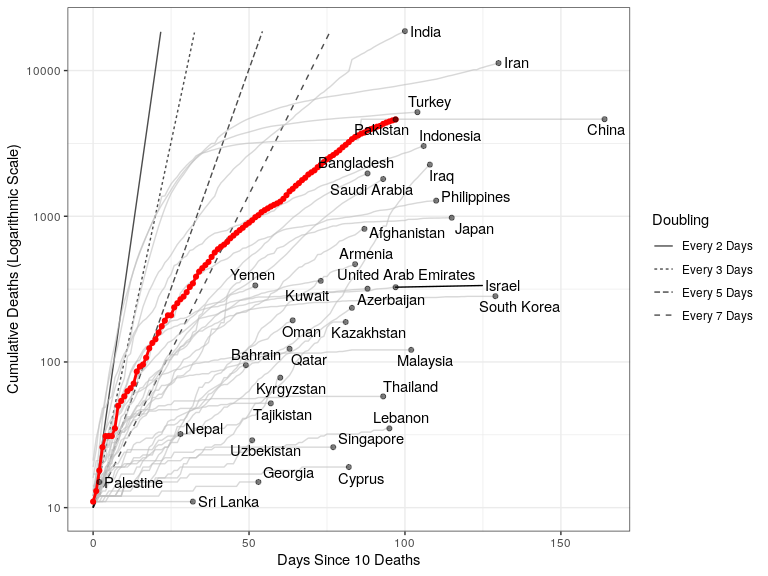 India
Iran
10000
Turkey
Pakistan
China
Indonesia
Bangladesh
Iraq
Saudi Arabia
Philippines
1000
Japan
Afghanistan
Armenia
Yemen
United Arab Emirates
Israel
Kuwait
Azerbaijan
South Korea
Oman
Kazakhstan
Bahrain
Qatar
Malaysia
100
Kyrgyzstan
Thailand
Tajikistan
Lebanon
Nepal
Singapore
Uzbekistan
Georgia
Cyprus
Palestine
Sri Lanka
10
0
50
100
150
Days Since 10 Deaths
Cumulative Deaths (Logarithmic Scale)
Doubling
Every 2 Days
Every 3 Days
Every 5 Days
Every 7 Days